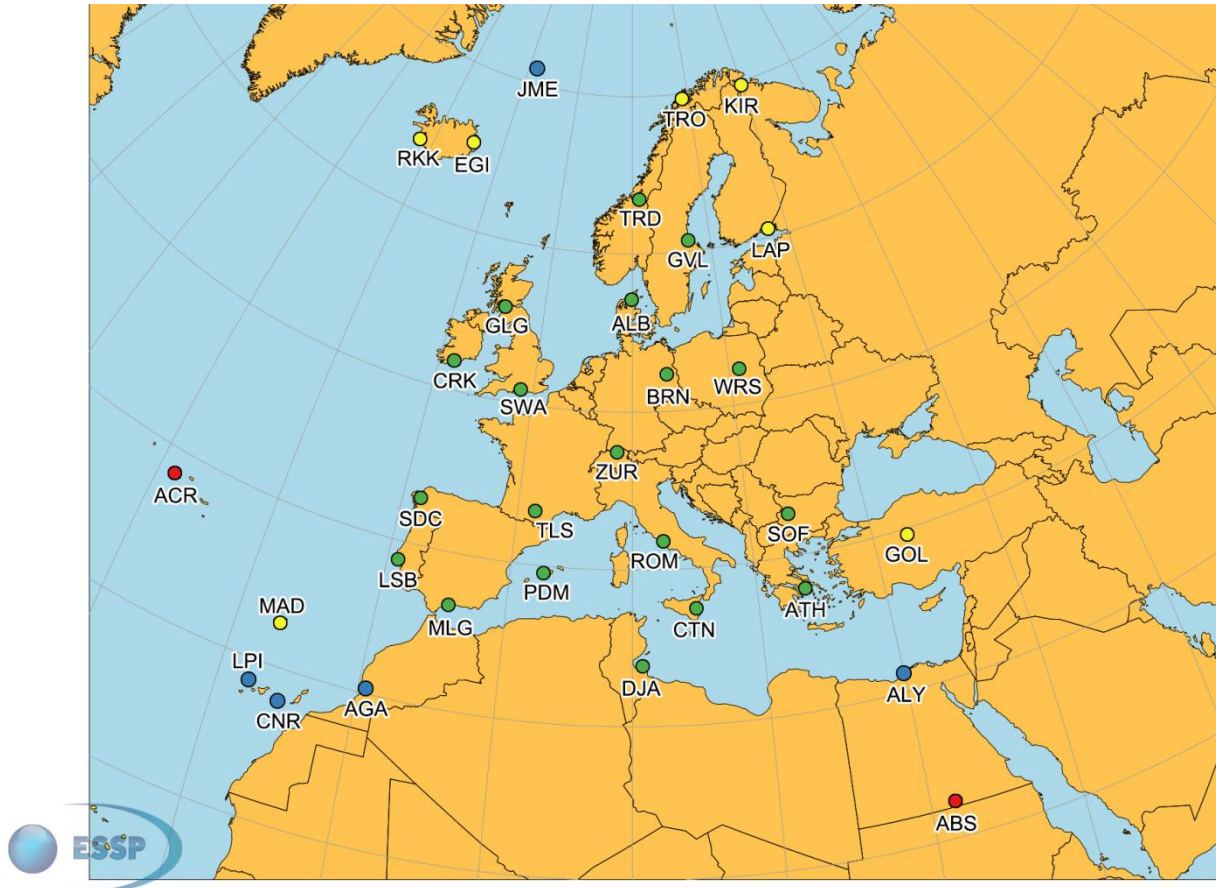 JME
KIR
TRO
RKK
EGI
TRD
GVL
LAP
GLG
ALB
CRK
BRN
WRS
SWA
ZUR
ACR
SDC
TLS
SOF
ROM
GOL
LSB
PDM
MAD
ATH
MLG
CTN
LPI
DJA
ALY
CNR
AGA
ABS
ESSP